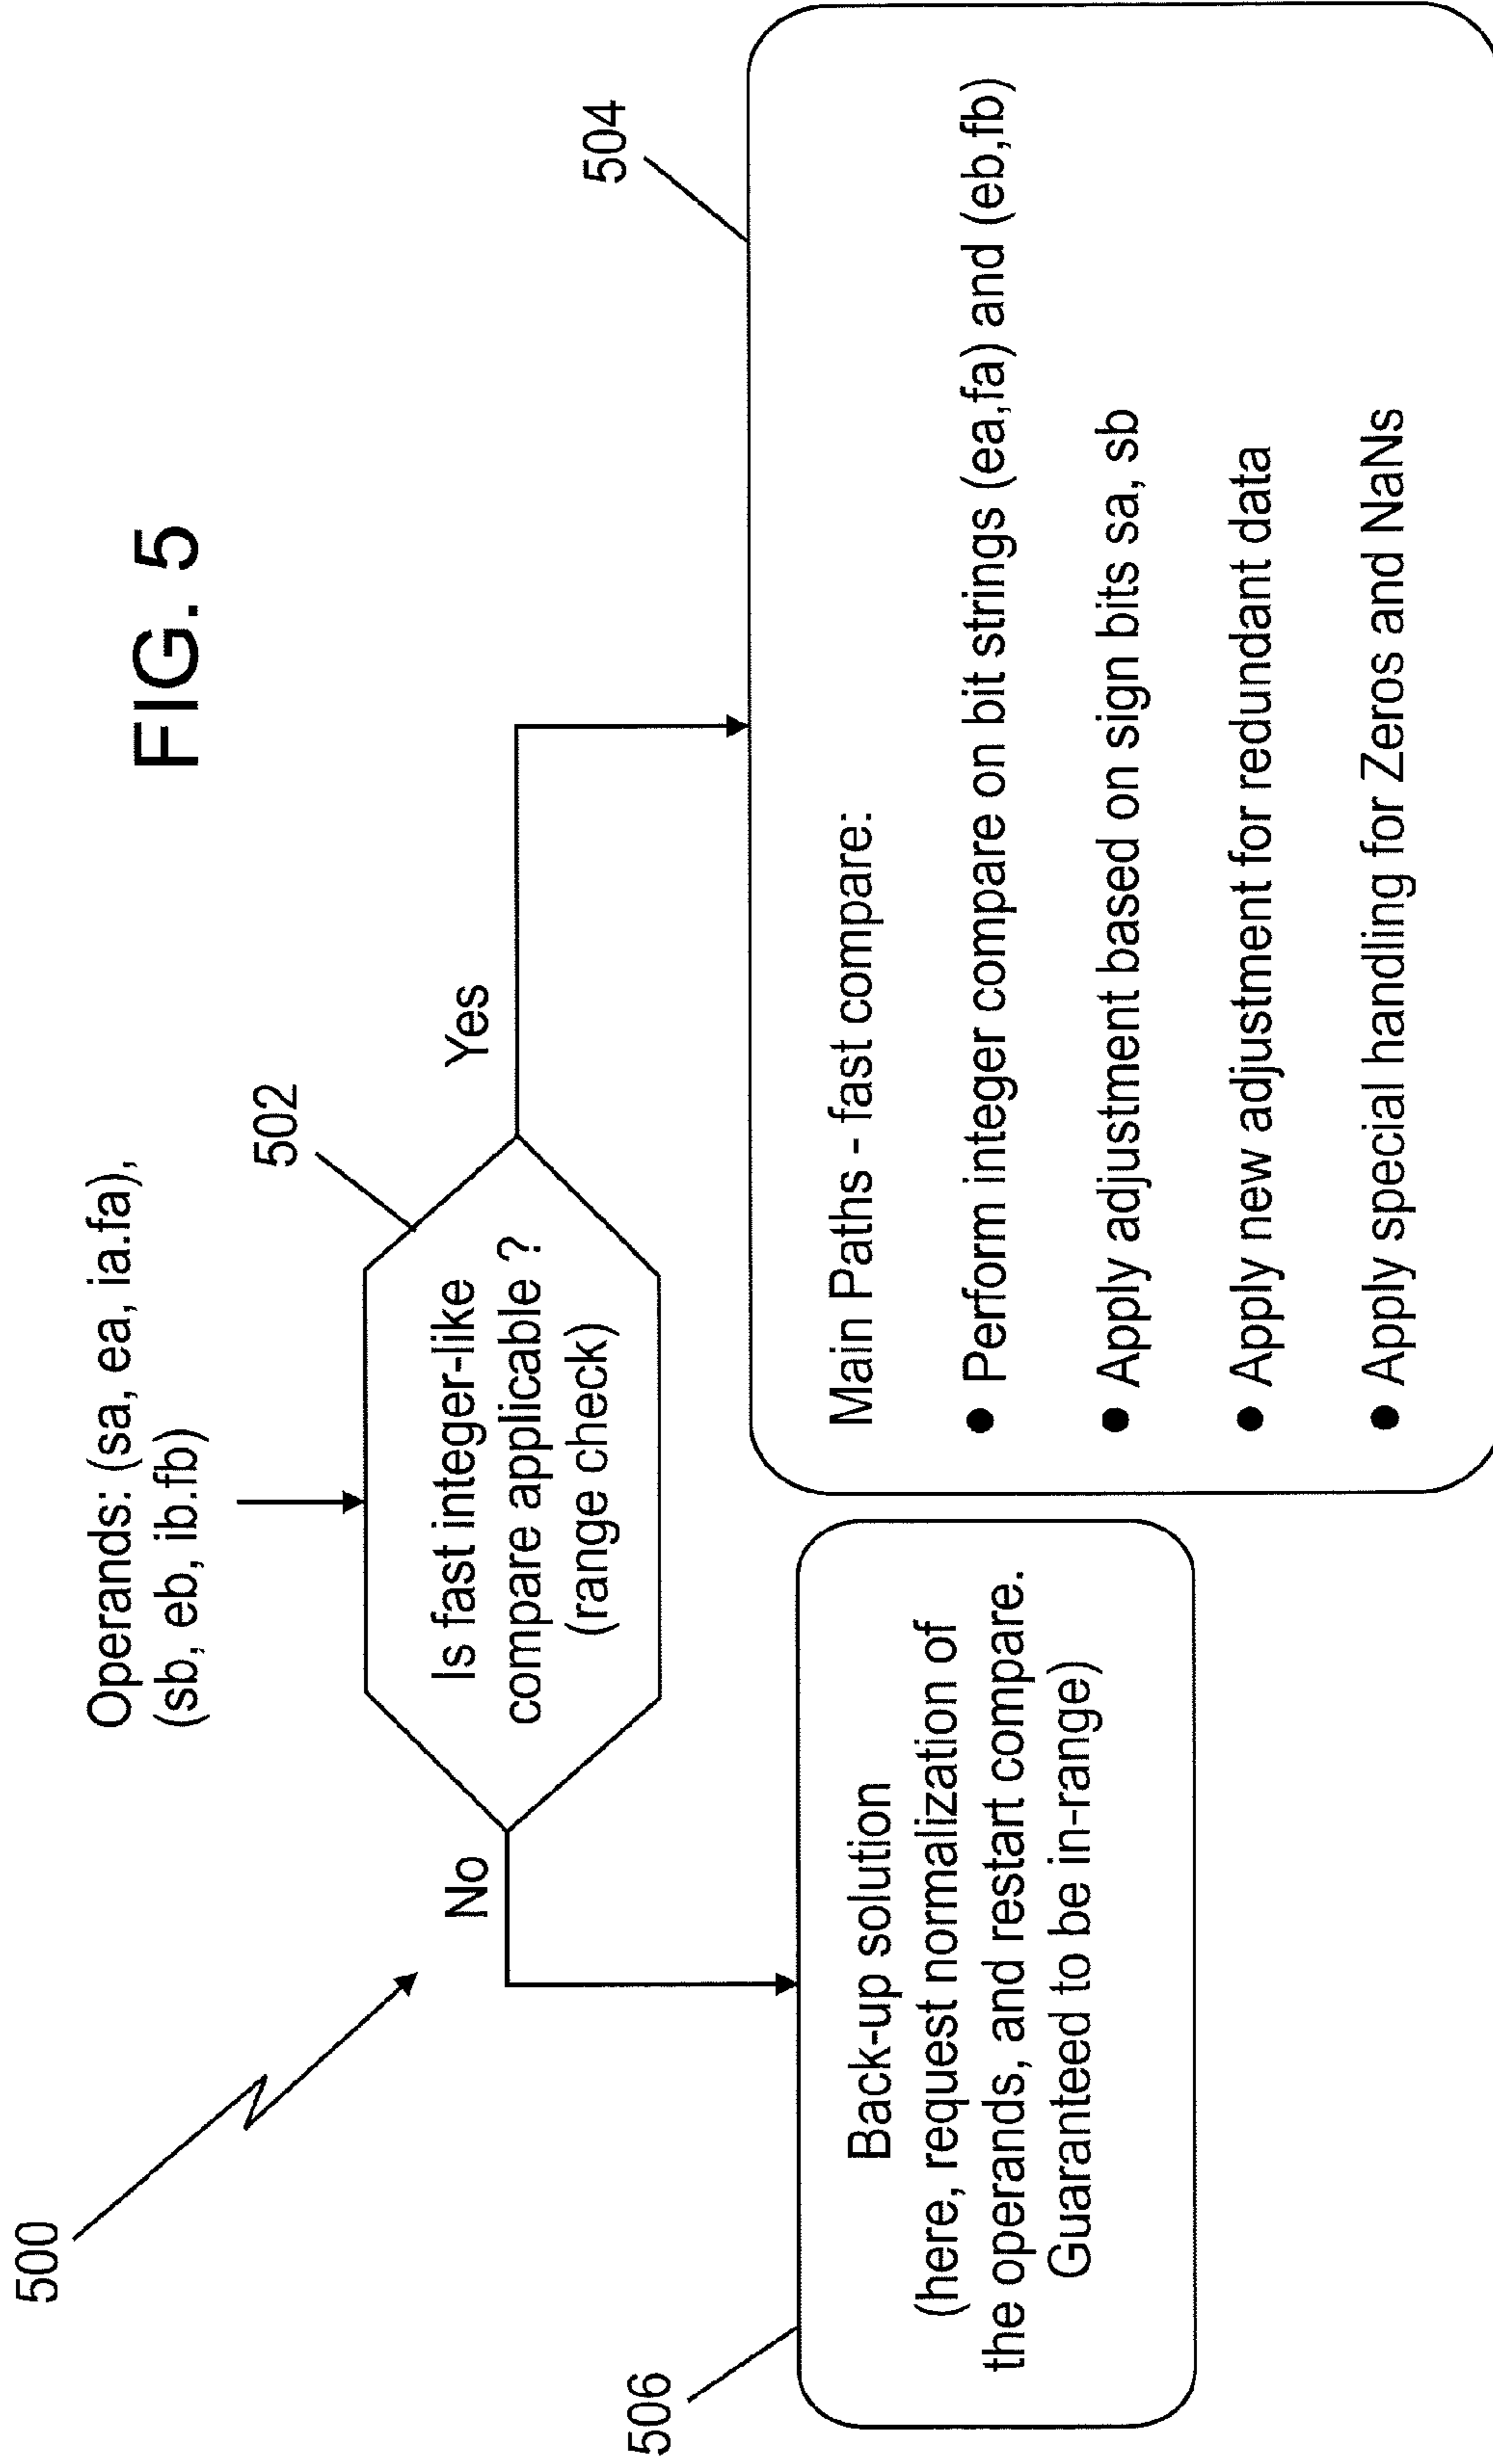 FIG. 5
500
Operands: (sa, ea, ia.fa),
(sb, eb, ib.fb)
502
Is fast integer-like
compare applicable ?
(range check)
No
Yes
506
Back-up solution
(here, request normalization of
the operands, and restart compare.
Guaranteed to be in-range)
504
Main Paths - fast compare:
● Perform integer compare on bit strings (ea,fa) and (eb,fb)
● Apply adjustment based on sign bits sa, sb
● Apply new adjustment for redundant data
● Apply special handling for Zeros and NaNs